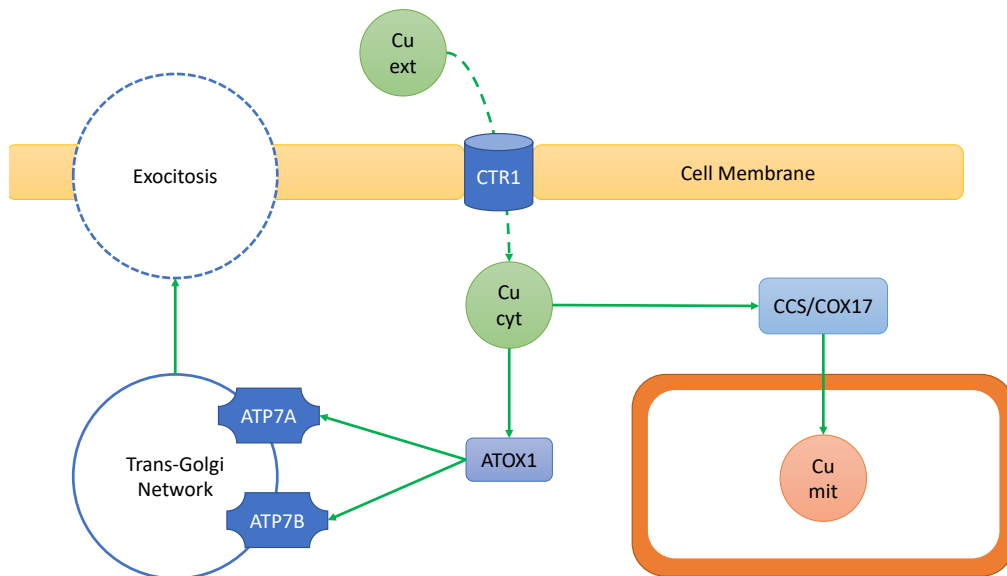 Cu
ext
Exocitosis
CTR1
Cell Membrane
Cu
cyt
CCS/COX17
ATP7A
Trans-Golgi
Network
ATOX1
Cu
mit
ATP7B